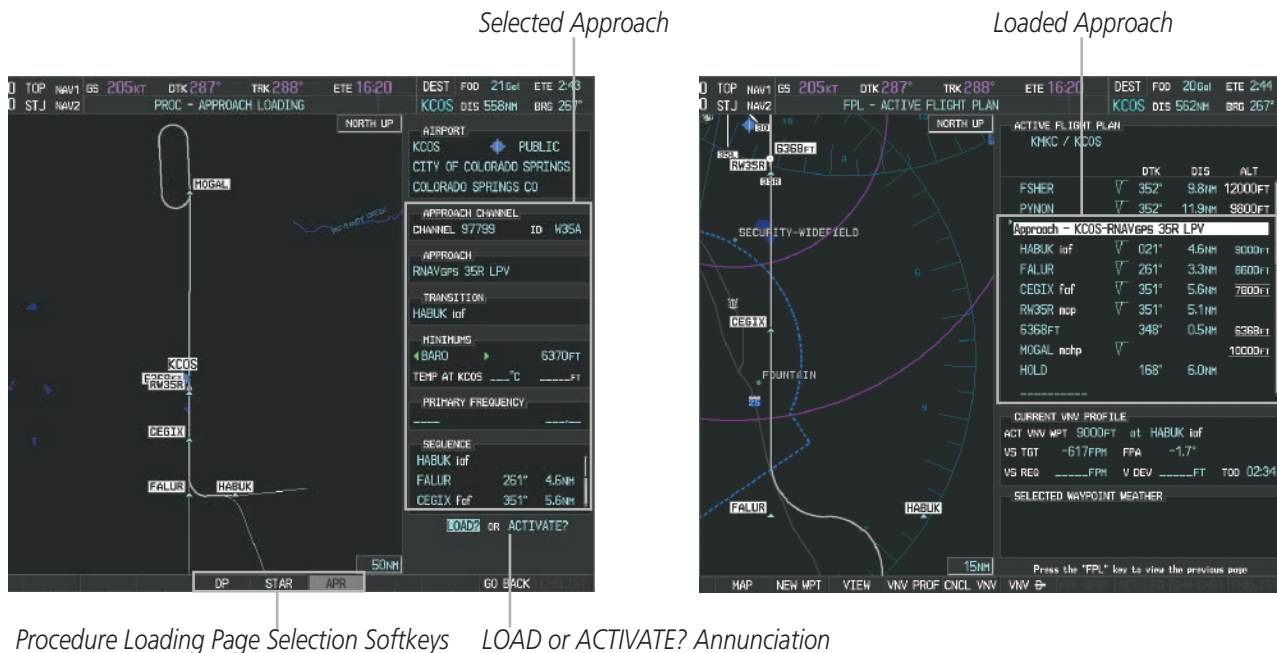 Selected Approach
Loaded Approach
TOP NAV1 GS 205KT DTK 287° TRK 288° ETE 16:20 DEST FOD 21Gal ETE 2:43
STJ NAV2 PROC - APPROACH LOADING KCOS DIS 558NM BRG 267°
NORTH UP
MOGAL
KCOS
RW35R
CEGIX
FALUR
HABUK
50NM
AIRPORT
KCOS PUBLIC
CITY OF COLORADO SPRINGS
COLORADO SPRINGS CO
APPROACH CHANNEL
CHANNEL 97799 ID W35A
APPROACH
RNAVGPS 35R LPV
TRANSITION
HABUK iaf
MINIMUMS
BARO 6370FT
TEMP AT KCOS ___°C _____FT
PRIMARY FREQUENCY
____ ___.__
SEQUENCE
HABUK iaf
FALUR 261° 4.6NM
CEGIX faf 351° 5.6NM
LOAD? OR ACTIVATE?
DP STAR APR GO BACK
TOP NAV1 GS 205KT DTK 287° TRK 288° ETE 16:20 DEST FOD 20Gal ETE 2:44
STJ NAV2 FPL - ACTIVE FLIGHT PLAN KCOS DIS 562NM BRG 267°
NORTH UP
6368FT
RW35R
35R
SECURITY-WIDEFIELD
CEGIX
FOUNTAIN
25
FALUR
HABUK
15NM
ACTIVE FLIGHT PLAN
KMKC / KCOS
DTK DIS ALT
FSHER 352° 9.8NM 12000FT
PYNON 352° 11.9NM 9800FT
Approach - KCOS-RNAVGPS 35R LPV
HABUK iaf 021° 4.6NM 9000FT
FALUR 261° 3.3NM 8600FT
CEGIX faf 351° 5.6NM 7800FT
RW35R map 351° 5.1NM
6368FT 348° 0.5NM 6368FT
MOGAL mahp 10000FT
HOLD 168° 6.0NM
__________
CURRENT VNV PROFILE
ACT VNV WPT 9000FT at HABUK iaf
VS TGT -617FPM FPA -1.7°
VS REQ _____FPM V DEV _____FT TOD 02:34
SELECTED WAYPOINT WEATHER
Press the "FPL" key to view the previous page
MAP NEW WPT VIEW VNV PROF CNCL VNV VNV
Procedure Loading Page Selection Softkeys
LOAD or ACTIVATE? Annunciation